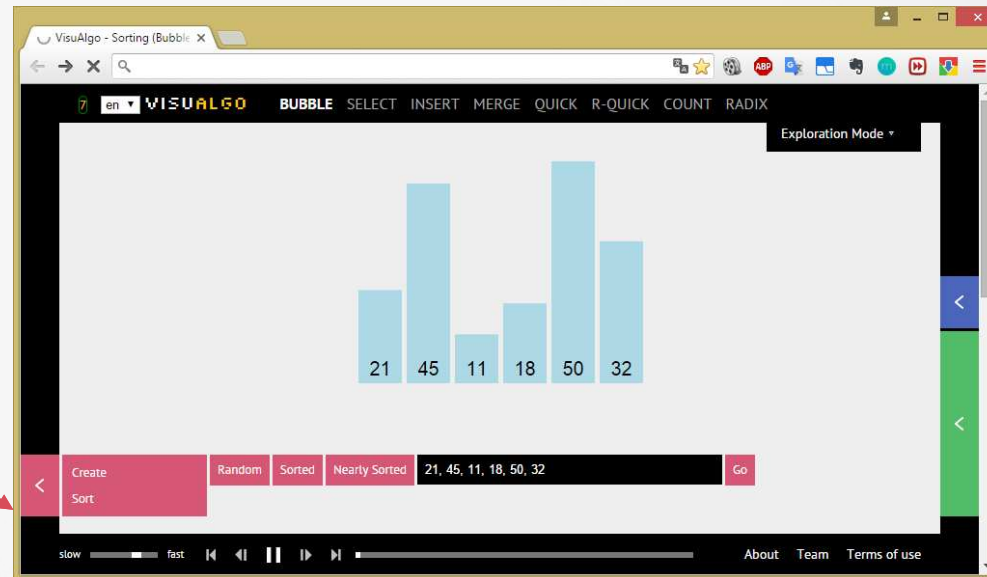 VisuAlgo - Sorting (Bubble
7 en VISUALGO BUBBLE SELECT INSERT MERGE QUICK R-QUICK COUNT RADIX
Exploration Mode
21 45 11 18 50 32
Create Random Sorted Nearly Sorted 21, 45, 11, 18, 50, 32 Go
Sort
slow fast About Team Terms of use